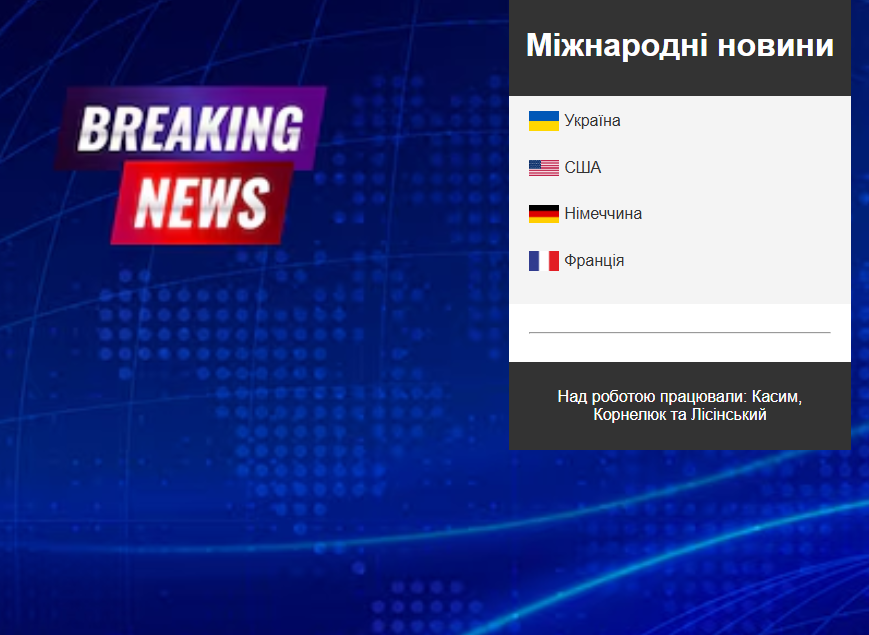 BREAKING
NEWS
Міжнародні новини
Україна
США
Німеччина
Франція
Над роботою працювали: Касим,
Корнелюк та Лісінський